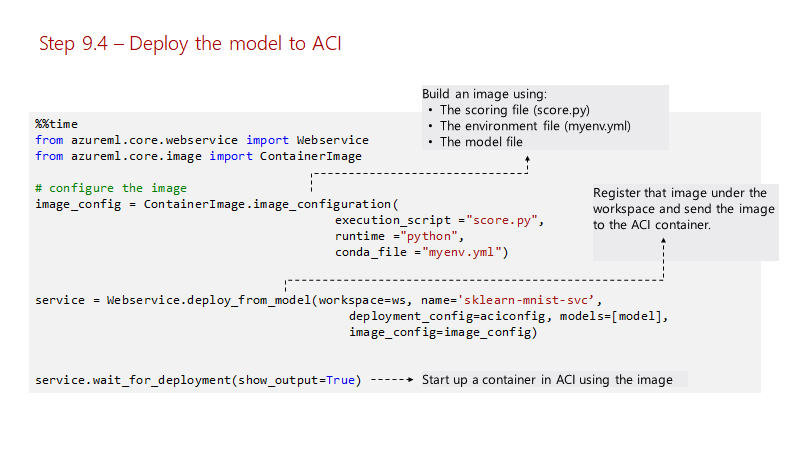 Step 9.4 – Deploy the model to ACI
Build an image using:
• The scoring file (score.py)
• The environment file (myenv.yml)
• The model file
%%time
from azureml.core.webservice import Webservice
from azureml.core.image import ContainerImage
# configure the image
image_config = ContainerImage.image_configuration(
execution_script ="score.py",
runtime ="python",
conda_file ="myenv.yml")
Register that image under the
workspace and send the image
to the ACI container.
service = Webservice.deploy_from_model(workspace=ws, name='sklearn-mnist-svc’,
deployment_config=aciconfig, models=[model],
image_config=image_config)
service.wait_for_deployment(show_output=True)
Start up a container in ACI using the image